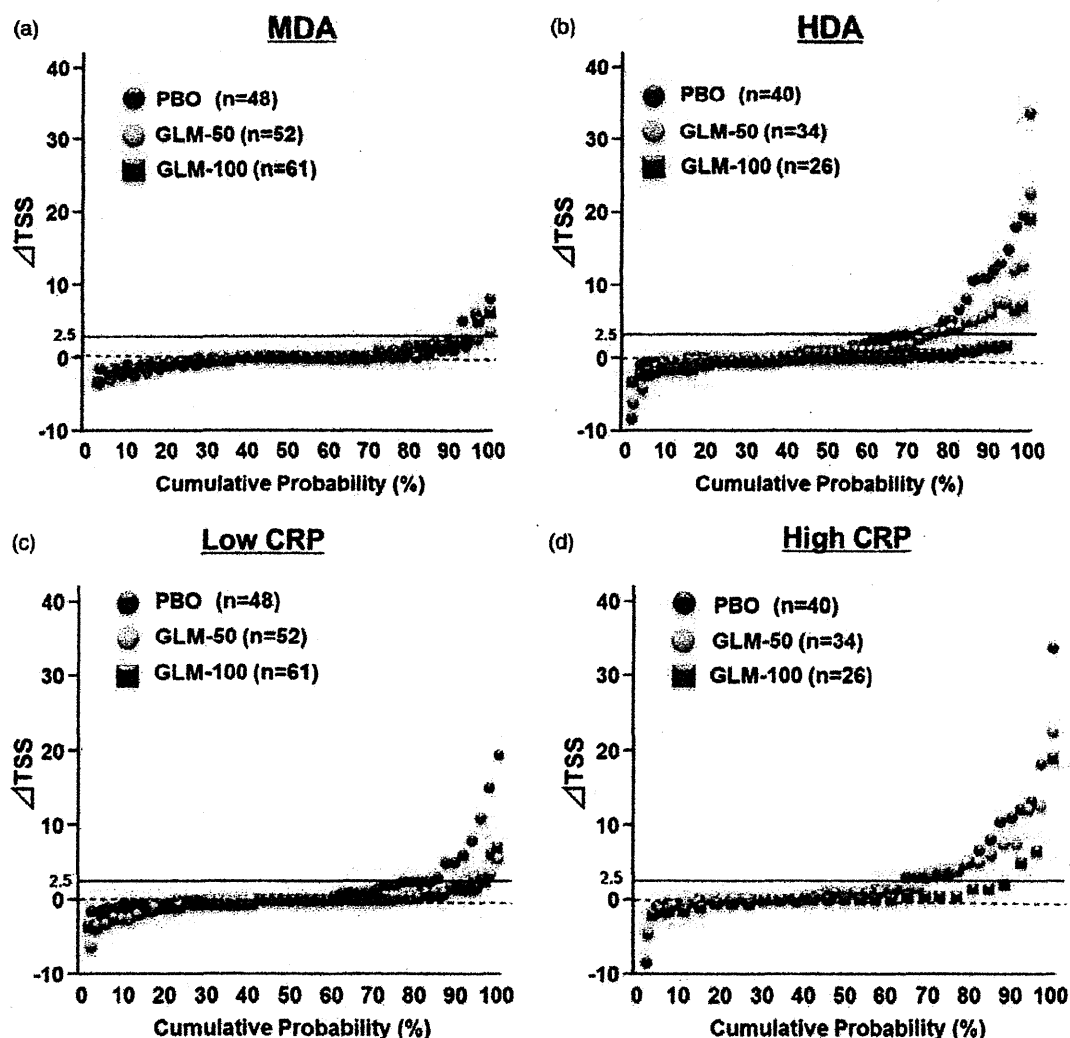 (a)
MDA
40
30
20
10
2.5
0
-10
⊿TSS
PBO (n=48)
GLM-50 (n=52)
GLM-100 (n=61)
0 10 20 30 40 50 60 70 80 90 100
Cumulative Probability (%)
(b)
HDA
40
30
20
10
2.5
0
-10
⊿TSS
PBO (n=40)
GLM-50 (n=34)
GLM-100 (n=26)
0 10 20 30 40 50 60 70 80 90 100
Cumulative Probability (%)
(c)
Low CRP
40
30
20
10
2.5
0
-10
⊿TSS
PBO (n=48)
GLM-50 (n=52)
GLM-100 (n=61)
0 10 20 30 40 50 60 70 80 90 100
Cumulative Probability (%)
(d)
High CRP
40
30
20
10
2.5
0
-10
⊿TSS
PBO (n=40)
GLM-50 (n=34)
GLM-100 (n=26)
0 10 20 30 40 50 60 70 80 90 100
Cumulative Probability (%)